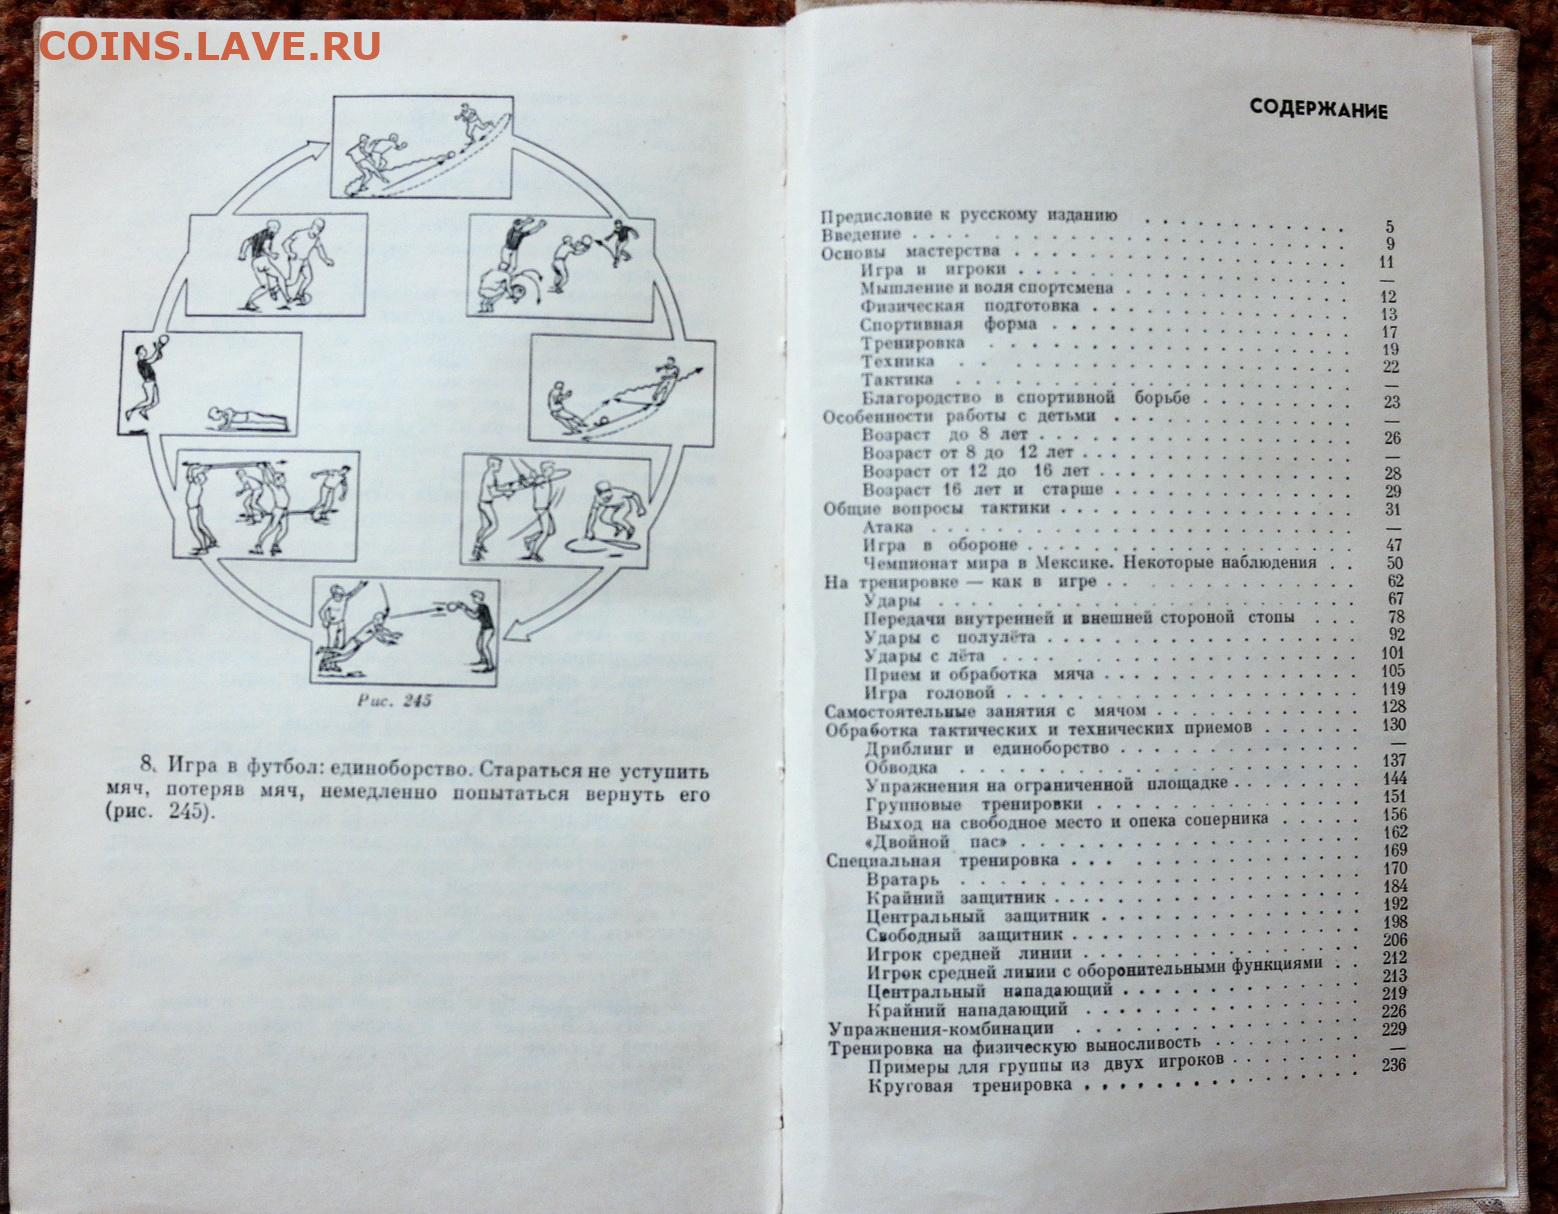 COINS.LAVE.RU
Рис. 245
8. Игра в футбол: единоборство. Стараться не уступить
мяч, потеряв мяч, немедленно попытаться вернуть его
(рис. 245).
СОДЕРЖАНИЕ
Предисловие к русскому изданию . . . . . . . . . . 5
Введение . . . . . . . . . . 9
Основы мастерства . . . . . . . . . . 11
Игра и игроки . . . . . . . . . . —
Мышление и воля спортсмена . . . . . . . . . . 12
Физическая подготовка . . . . . . . . . . 13
Спортивная форма . . . . . . . . . . 17
Тренировка . . . . . . . . . . 19
Техника . . . . . . . . . . 22
Тактика . . . . . . . . . . —
Благородство в спортивной борьбе . . . . . . . . 23
Особенности работы с детьми . . . . . . . . . . —
Возраст до 8 лет . . . . . . . . . . 26
Возраст от 8 до 12 лет . . . . . . . . . . —
Возраст от 12 до 16 лет . . . . . . . . . . 28
Возраст 16 лет и старше . . . . . . . . . . 29
Общие вопросы тактики . . . . . . . . . . 31
Атака . . . . . . . . . . —
Игра в обороне . . . . . . . . . . 47
Чемпионат мира в Мексике. Некоторые наблюдения . . 50
На тренировке — как в игре . . . . . . . . . . 62
Удары . . . . . . . . . . 67
Передачи внутренней и внешней стороной стопы . . . 78
Удары с полулёта . . . . . . . . . . 92
Удары с лёта . . . . . . . . . . 101
Прием и обработка мяча . . . . . . . . . . 105
Игра головой . . . . . . . . . . 119
Самостоятельные занятия с мячом . . . . . . . . . . 128
Обработка тактических и технических приемов . . . . . . 130
Дриблинг и единоборство . . . . . . . . . . —
Обводка . . . . . . . . . . 137
Упражнения на ограниченной площадке . . . . . . . 144
Групповые тренировки . . . . . . . . . . 151
Выход на свободное место и опека соперника . . . . . 156
«Двойной пас» . . . . . . . . . . 162
Специальная тренировка . . . . . . . . . . 169
Вратарь . . . . . . . . . . 170
Крайний защитник . . . . . . . . . . 184
Центральный защитник . . . . . . . . . . 192
Свободный защитник . . . . . . . . . . 198
Игрок средней линии . . . . . . . . . . 206
Игрок средней линии с оборонительными функциями . . 212
Центральный нападающий . . . . . . . . . . 213
Крайний нападающий . . . . . . . . . . 219
Упражнения-комбинации . . . . . . . . . . 226
Тренировка на физическую выносливость . . . . . . . . 229
Примеры для группы из двух игроков . . . . . . . —
Круговая тренировка . . . . . . . . . . 236